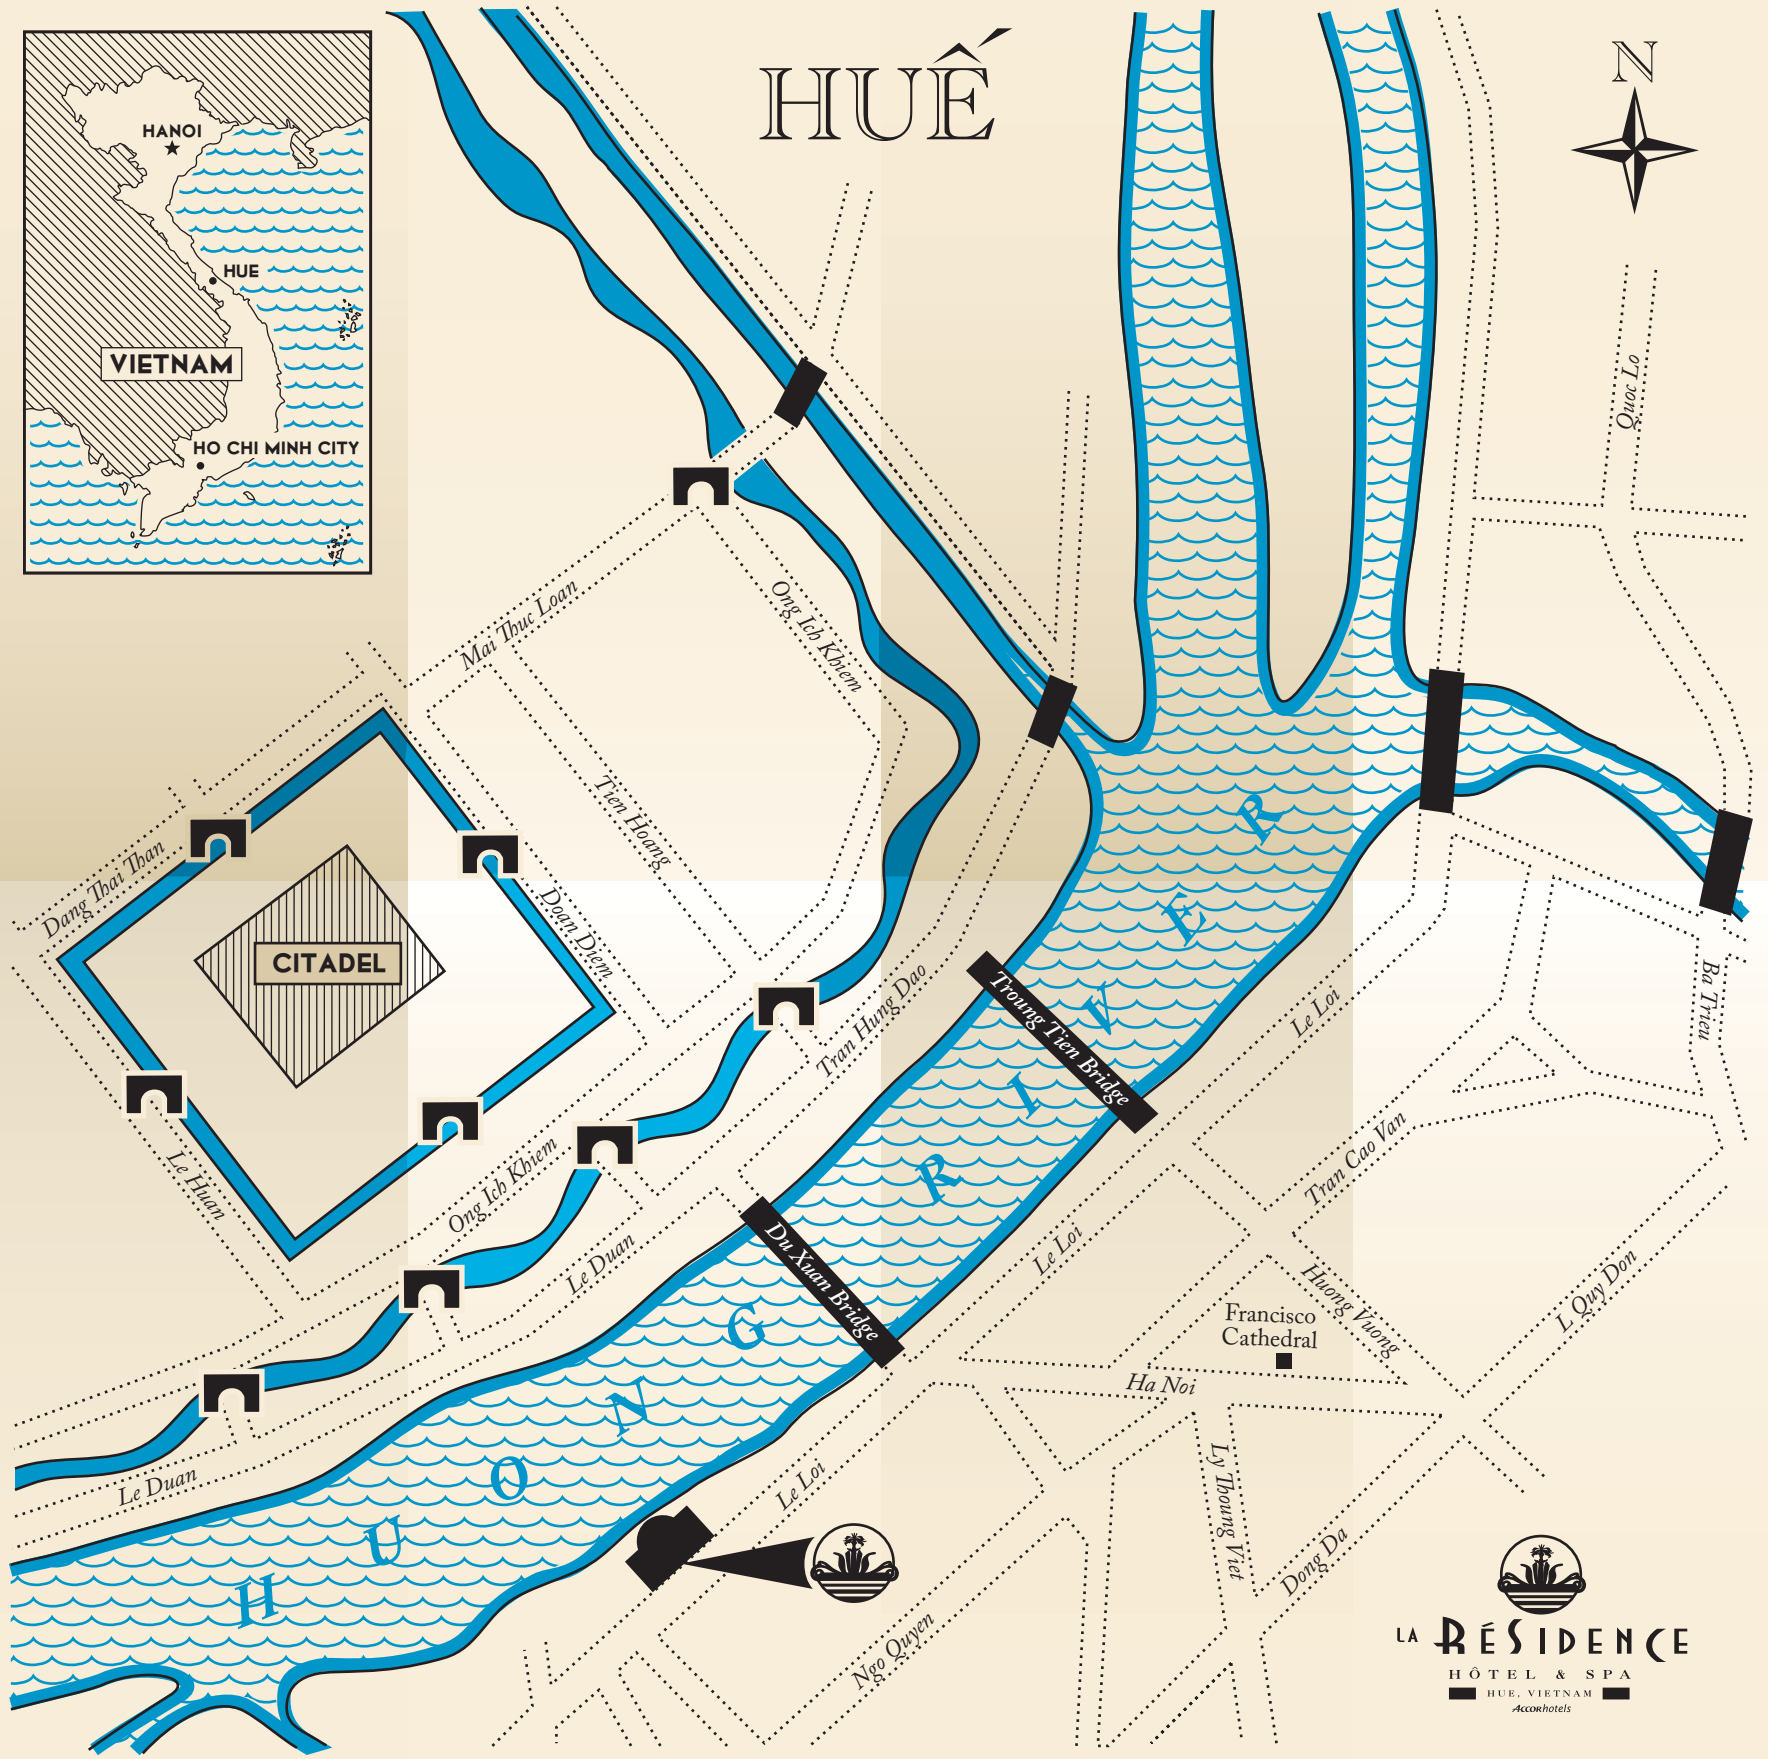 HUẾ
N
HANOI
HUE
VIETNAM
HO CHI MINH CITY
Quoc Lo
Mai Thuc Loan
Ong Ich Khiem
Tien Hoang
Dang Thai Than
Doan Diem
CITADEL
Le Huan
Ong Ich Khiem
Tran Hung Dao
Le Duan
Le Duan
Troung Tien Bridge
Du Xuan Bridge
HUONG RIVER
Le Loi
Ba Trieu
Tran Cao Van
Le Loi
Huong Vuong
L Quy Don
Francisco
Cathedral
Ha Noi
Ly Thoung Viet
Dong Da
Le Loi
Ngo Quyen
LA RéSIDENCE
HÔTEL & SPA
HUE, VIETNAM
ACCORhotels